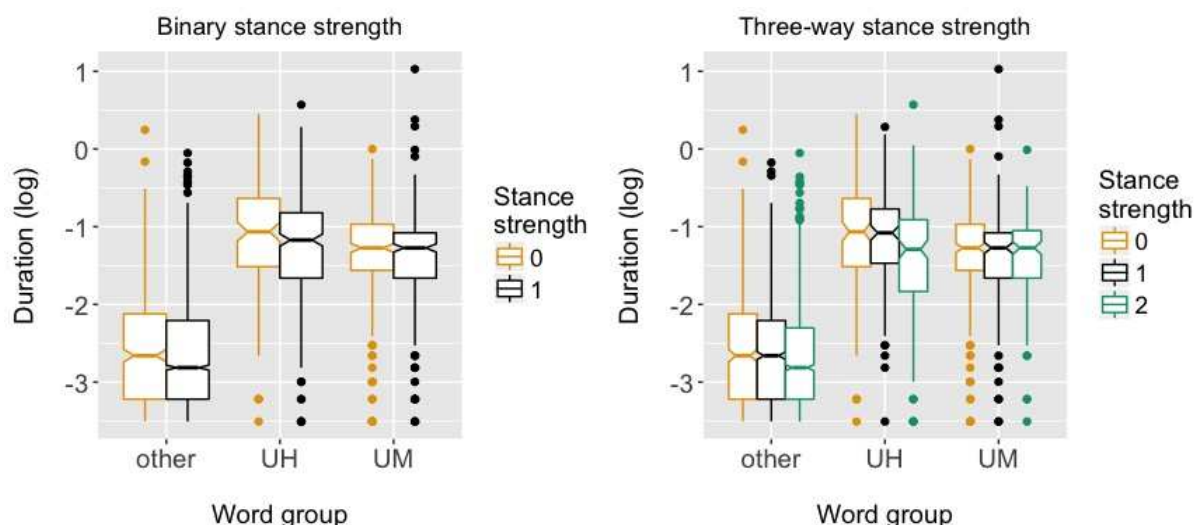 Binary stance strength
Duration (log)
1
0
-1
-2
-3
other UH UM
Word group
Stance
strength
0
1
Three-way stance strength
Duration (log)
1
0
-1
-2
-3
other UH UM
Word group
Stance
strength
0
1
2